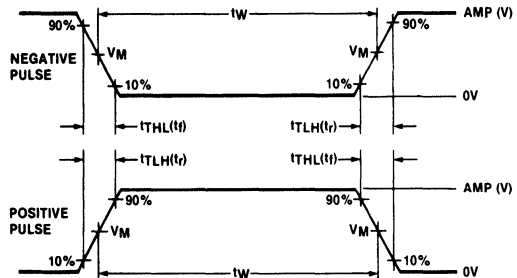 tW
AMP (V)
90%
90%
NEGATIVE
PULSE
VM
VM
10%
10%
0V
tTHL(tf)
tTLH(tr)
tTLH(tr)
tTHL(tf)
AMP (V)
90%
90%
POSITIVE
PULSE
VM
VM
10%
10%
0V
tW